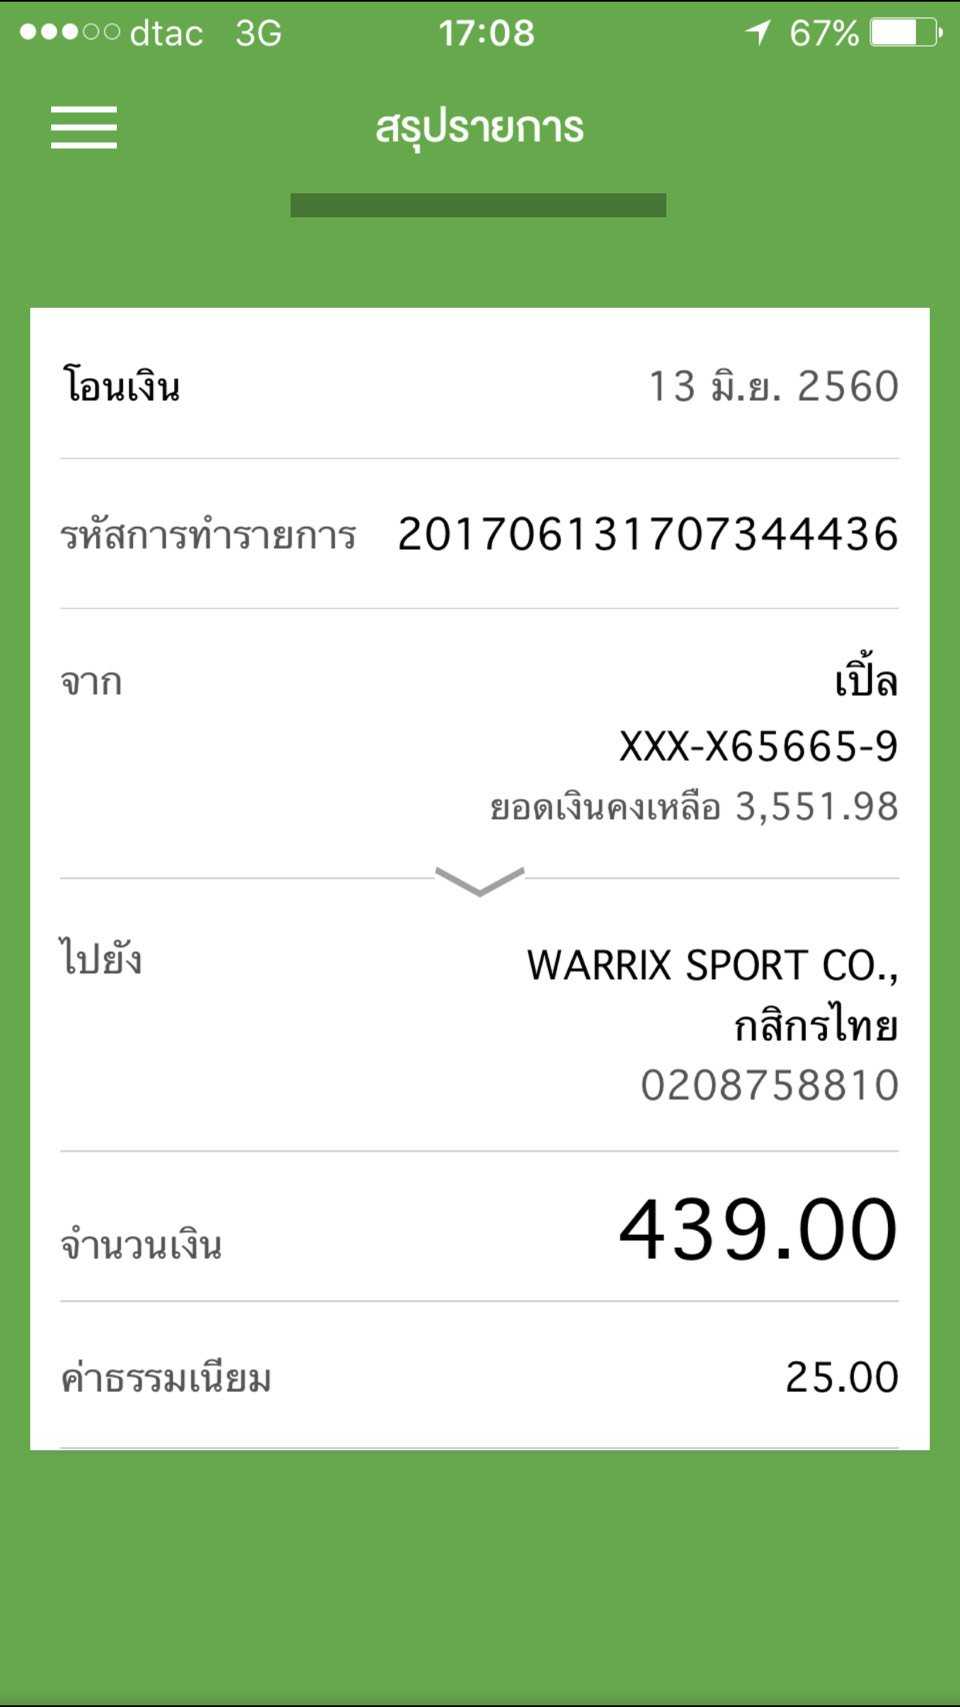 dtac 3G 17:08 67%
สรุปรายการ
โอนเงิน 13 มิ.ย. 2560
รหัสการทำรายการ 201706131707344436
จาก เปิ้ล
XXX-X65665-9
ยอดเงินคงเหลือ 3,551.98
ไปยัง WARRIX SPORT CO.,
กสิกรไทย
0208758810
จำนวนเงิน 439.00
ค่าธรรมเนียม 25.00